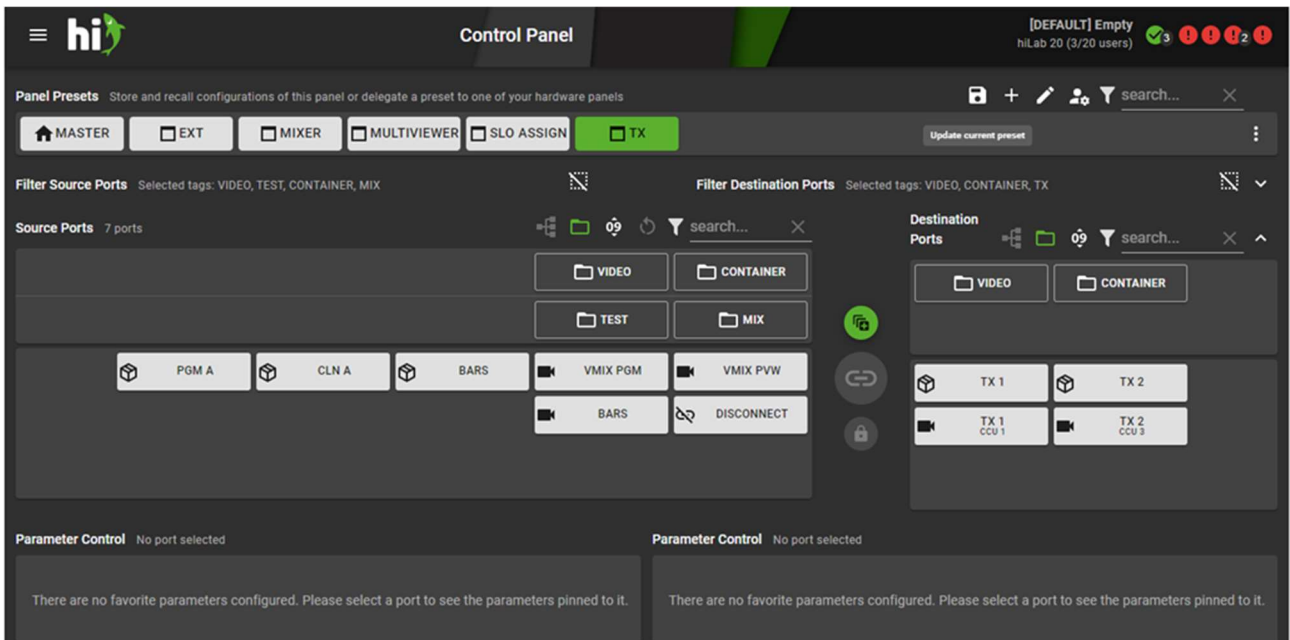 hi
Control Panel
[DEFAULT] Empty
hiLab 20 (3/20 users)
3
2
Panel Presets Store and recall configurations of this panel or delegate a preset to one of your hardware panels
search...
MASTER
EXT
MIXER
MULTIVIEWER
SLO ASSIGN
TX
Update current preset
Filter Source Ports Selected tags: VIDEO, TEST, CONTAINER, MIX
Filter Destination Ports Selected tags: VIDEO, CONTAINER, TX
Source Ports 7 ports
09
search...
Destination
Ports
09
search...
VIDEO
CONTAINER
TEST
MIX
VIDEO
CONTAINER
PGM A
CLN A
BARS
VMIX PGM
VMIX PVW
BARS
DISCONNECT
TX 1
TX 2
TX 1
CCU 1
TX 2
CCU 3
Parameter Control No port selected
Parameter Control No port selected
There are no favorite parameters configured. Please select a port to see the parameters pinned to it.
There are no favorite parameters configured. Please select a port to see the parameters pinned to it.